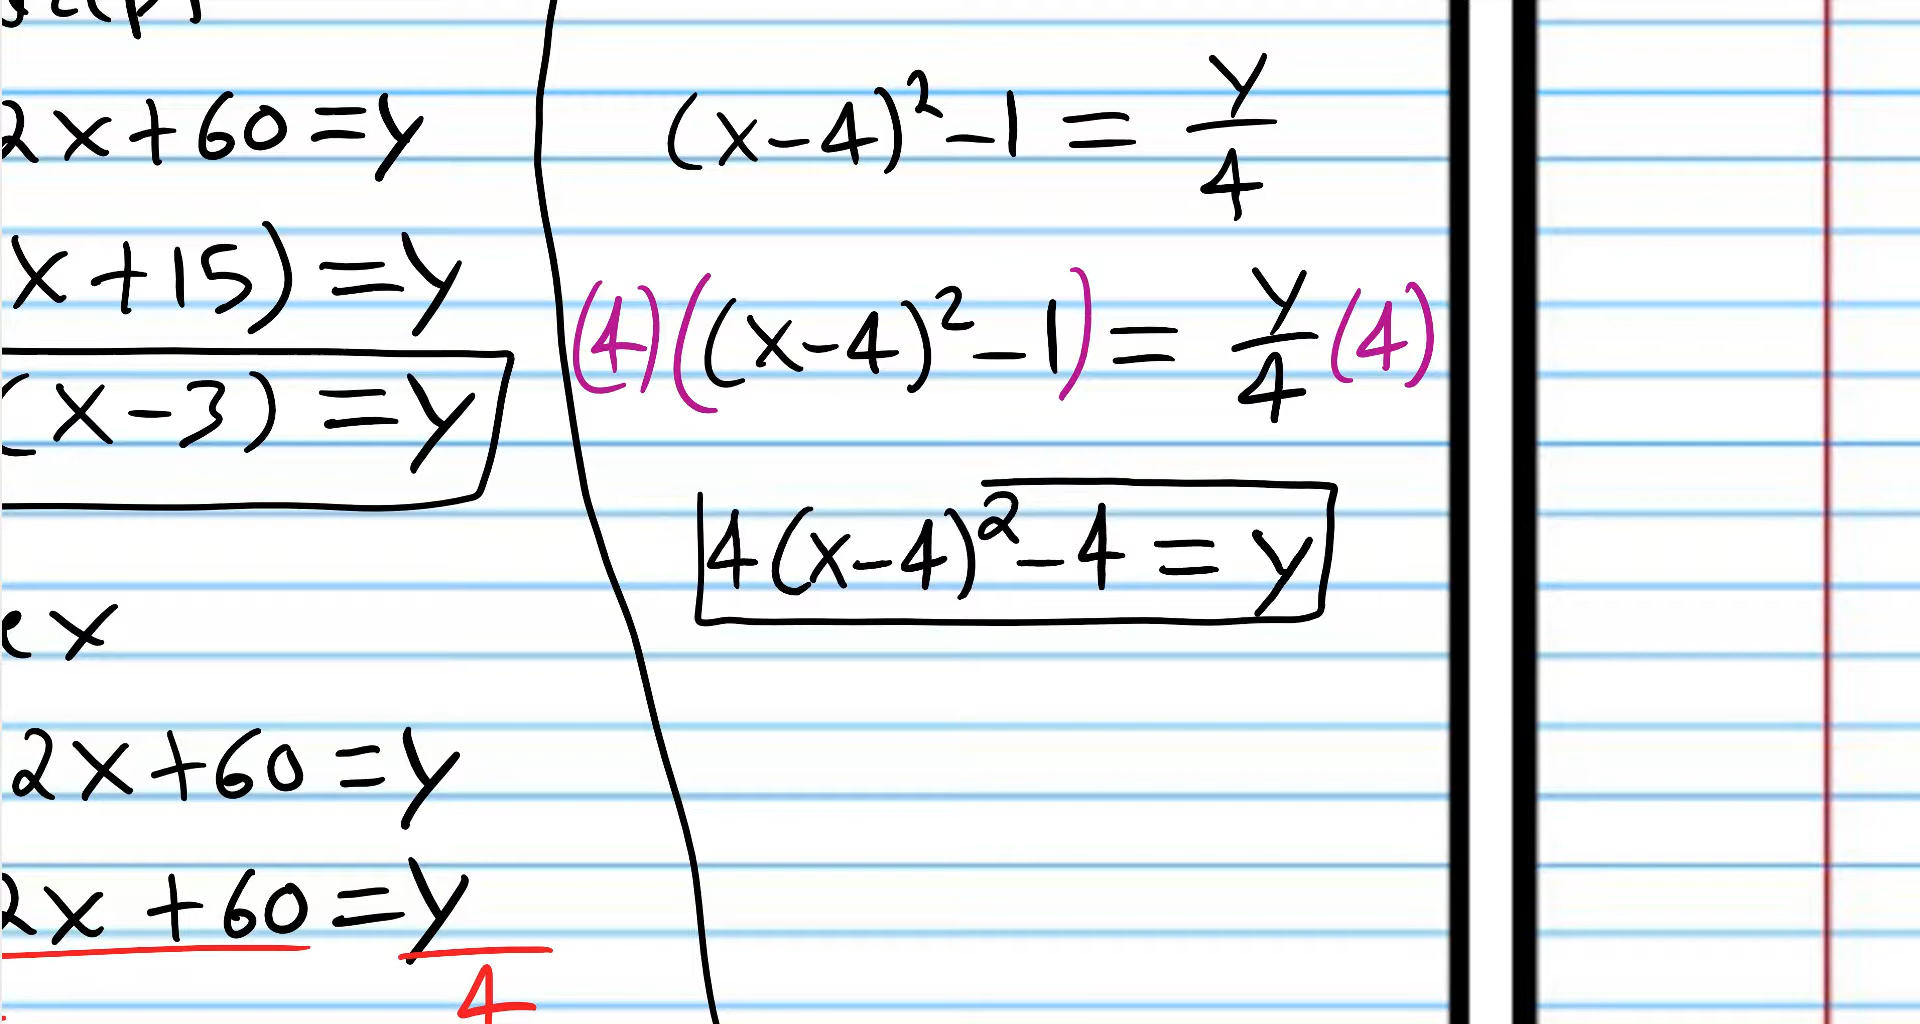 2x+60=y
x+15)=y
(x-3)=y
ex
2x+60=y
2x+60=y
4
(x-4)²-1=y/4
(4)((x-4)²-1)=y/4(4)
4(x-4)²-4=y